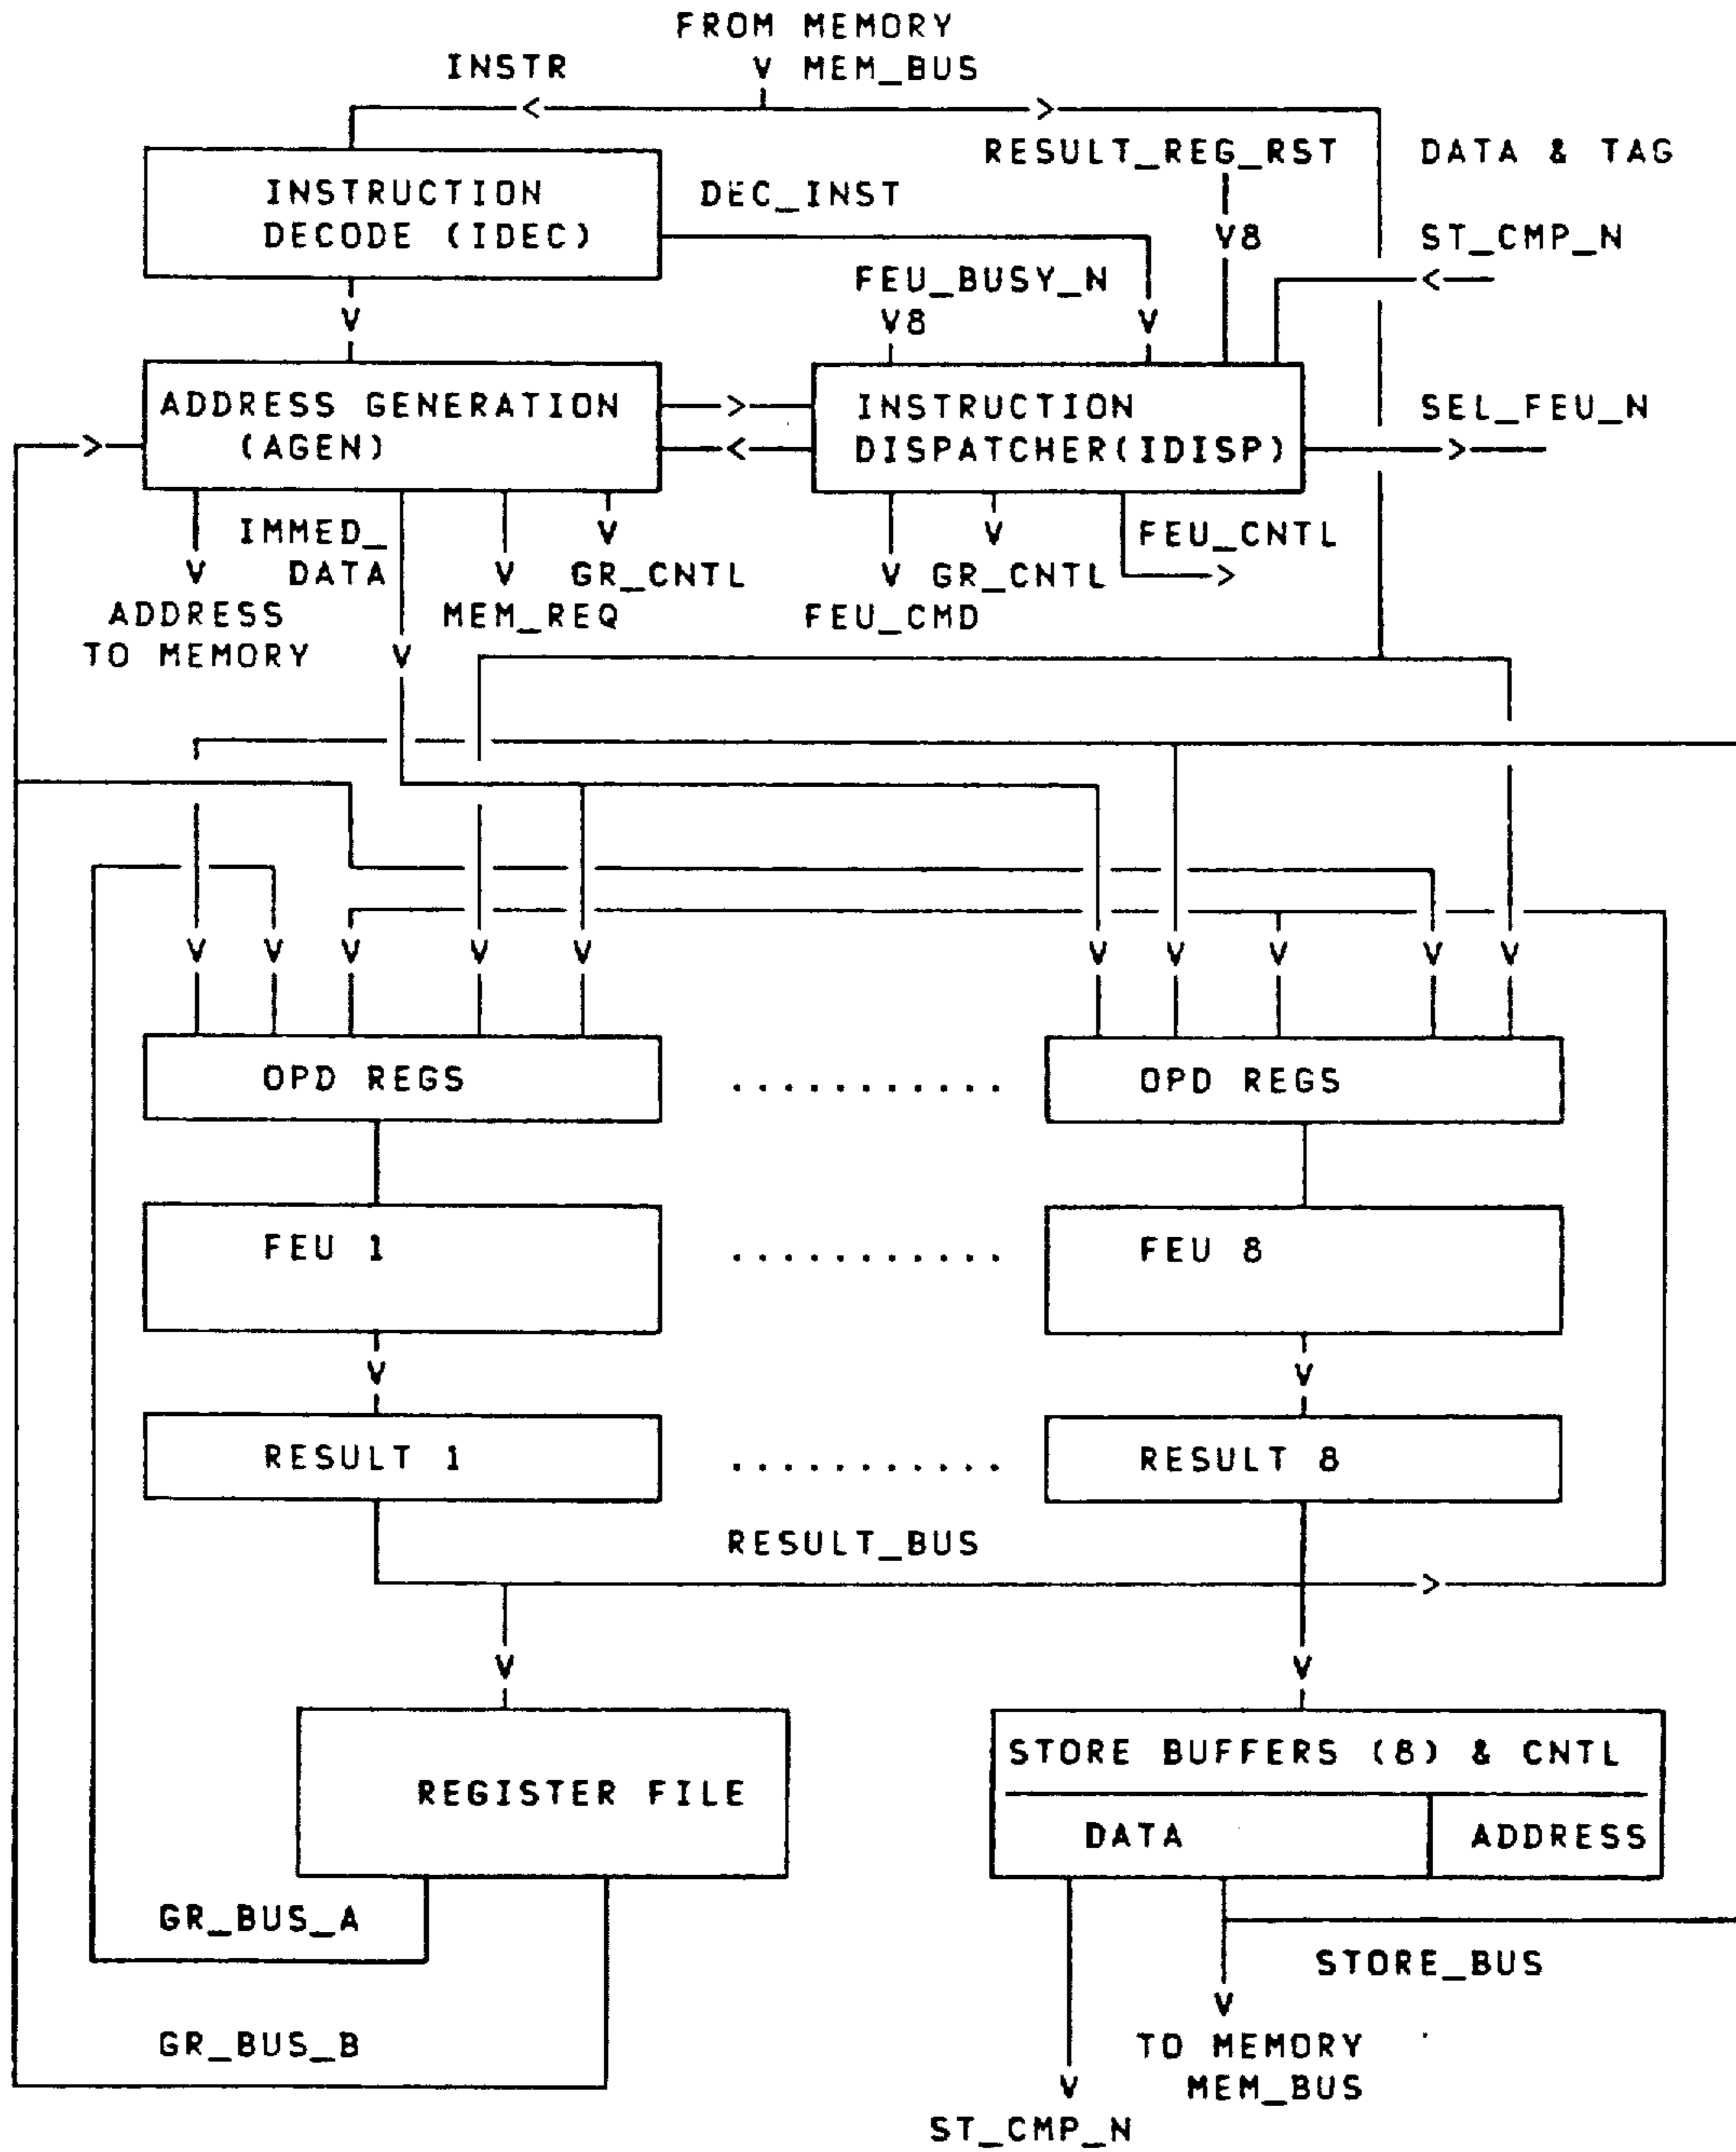 FROM MEMORY
INSTR
V MEM_BUS
<
>
RESULT_REG_RST
DATA & TAG
INSTRUCTION
DECODE (IDEC)
DEC_INST
V8
ST_CMP_N
<
V
FEU_BUSY_N
V8
V
ADDRESS GENERATION
(AGEN)
>
>
<
INSTRUCTION
DISPATCHER(IDISP)
SEL_FEU_N
>
V
IMMED_
DATA
V
V
GR_CNTL
ADDRESS
TO MEMORY
MEM_REQ
V
V
V
GR_CNTL
FEU_CMD
FEU_CNTL
>
V V V V V
V V V V V
OPD REGS
...........
OPD REGS
FEU 1
...........
FEU 8
V
V
RESULT 1
...........
RESULT 8
RESULT_BUS
>
V
V
REGISTER FILE
STORE BUFFERS (8) & CNTL
DATA
ADDRESS
GR_BUS_A
STORE_BUS
GR_BUS_B
V
TO MEMORY
MEM_BUS
V
ST_CMP_N